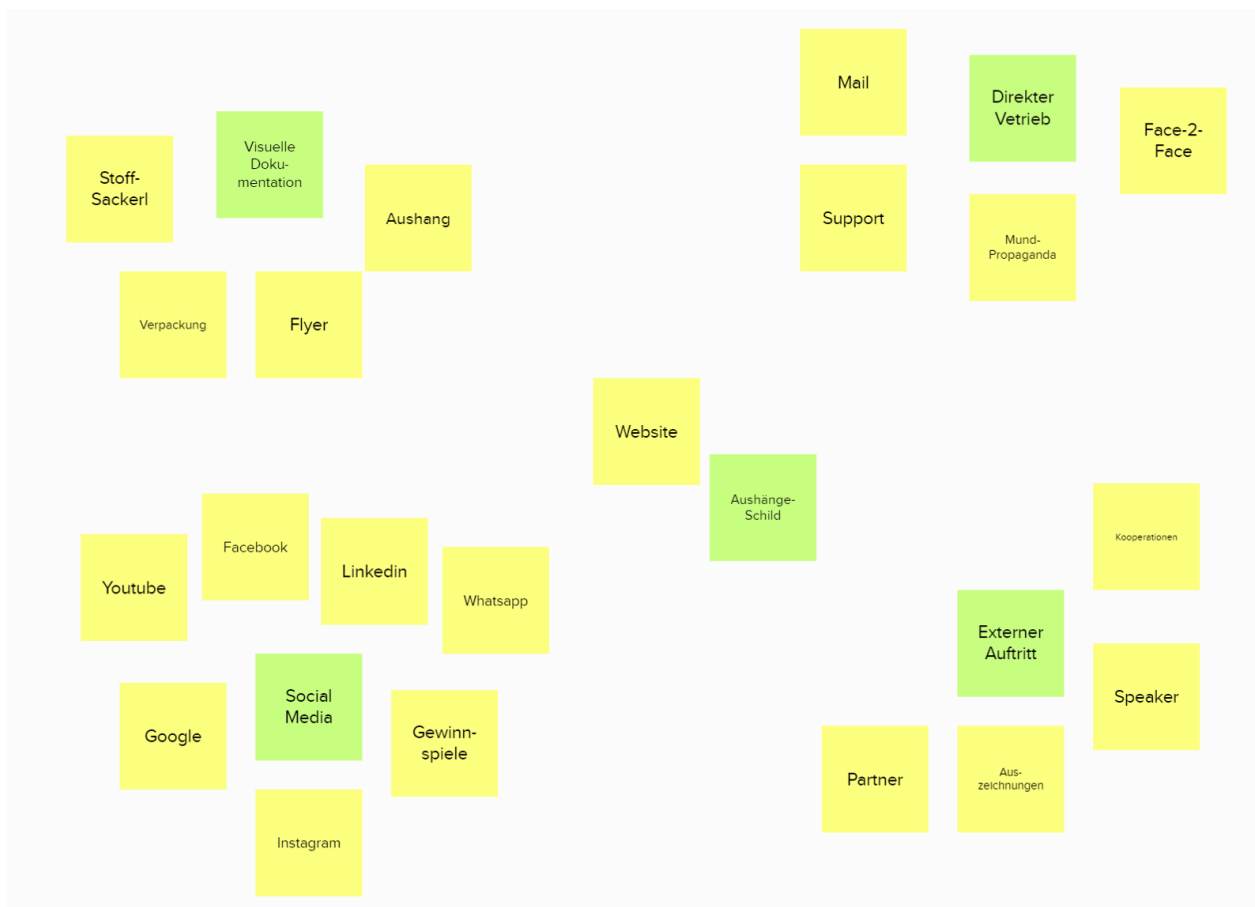 Visuelle
Doku-
mentation
Stoff-
Sackerl
Aushang
Verpackung
Flyer
Mail
Direkter
Vetrieb
Face-2-
Face
Support
Mund-
Propaganda
Website
Aushänge-
Schild
Facebook
Linkedin
Youtube
Whatsapp
Social
Media
Google
Gewinn-
spiele
Instagram
Kooperationen
Externer
Auftritt
Speaker
Partner
Aus-
zeichnungen